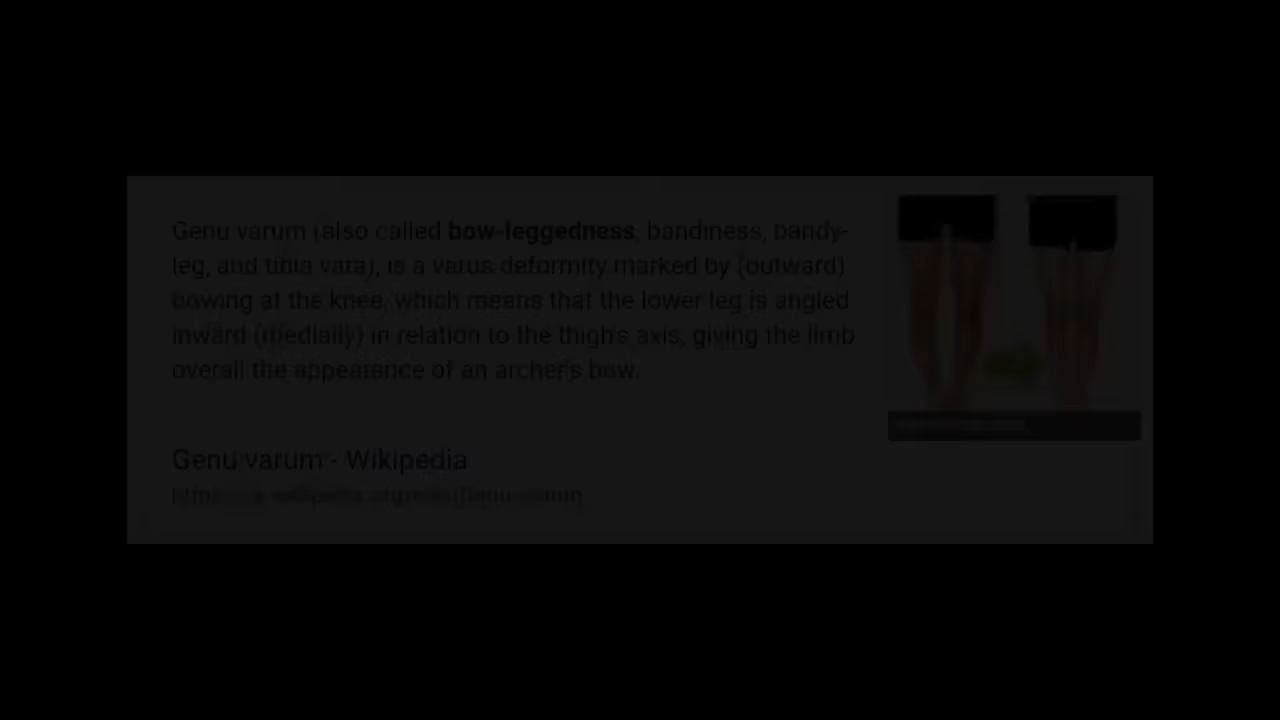 Genu varum (also called bow-leggedness, bandiness, bandy-
leg, and tibia vara), is a varus deformity marked by (outward)
bowing at the knee, which means that the lower leg is angled
inward (medially) in relation to the thigh's axis, giving the limb
overall the appearance of an archer's bow.
Genu varum - Wikipedia